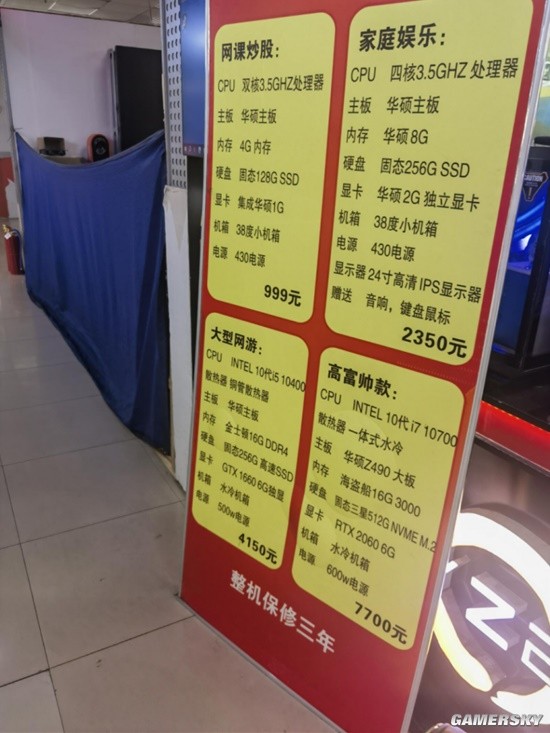 网课炒股：
CPU 双核3.5GHZ处理器
主板 华硕主板
内存 4G 内存
硬盘 固态128G SSD
显卡 集成华硕1G
机箱 38度小机箱
电源 430电源
999元
家庭娱乐：
CPU 四核3.5GHZ 处理器
主板 华硕主板
内存 华硕 8G
硬盘 固态256G SSD
显卡 华硕 2G 独立显卡
机箱 38度小机箱
电源 430电源
显示器 24寸高清 IPS显示器
赠送 音响，键盘鼠标
2350元
大型网游：
CPU INTEL 10代i5 10400
散热器 铜管散热器
主板 华硕主板
内存 金士顿16G DDR4
硬盘 固态256G 高速SSD
显卡 GTX 1660 6G独显
机箱 水冷机箱
电源 500w电源
4150元
高富帅款：
CPU INTEL 10代 i7 10700
散热器 一体式水冷
主板 华硕Z490 大板
内存 海盗船16G 3000
硬盘 固态三星512G NVME M.2
显卡 RTX 2060 6G
机箱 水冷机箱
电源 600w电源
7700元
整机保修三年
CAUTION
GAMERSKY